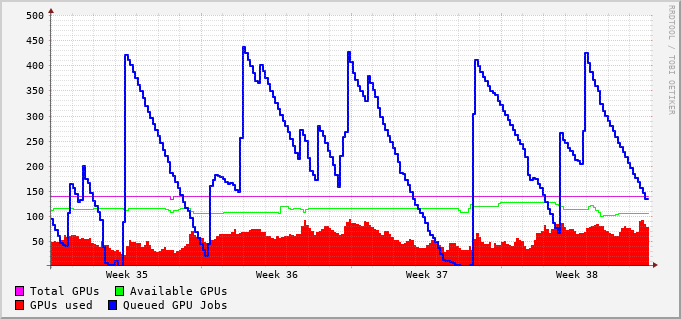 500
450
400
350
300
250
200
150
100
50
Week 35 Week 36 Week 37 Week 38
Total GPUs Available GPUs
GPUs used Queued GPU Jobs
RRDTOOL / TOBI OETIKER